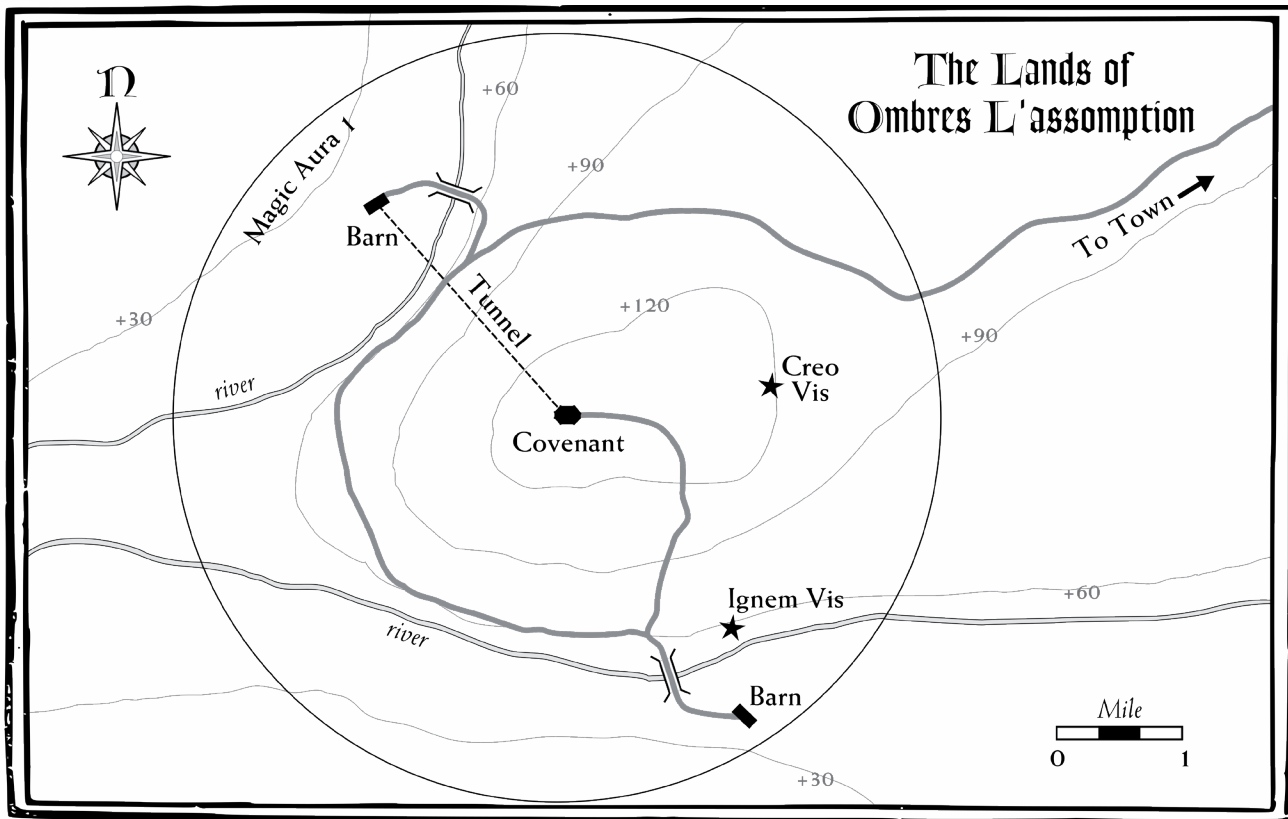 The Lands of
Ombres L'assomption
N
+60
Magic Aura 1
+90
Barn
To Town
Tunnel
+120
+30
+90
river
Creo
Vis
Covenant
Ignem Vis
+60
river
Barn
Mile
0 1
+30